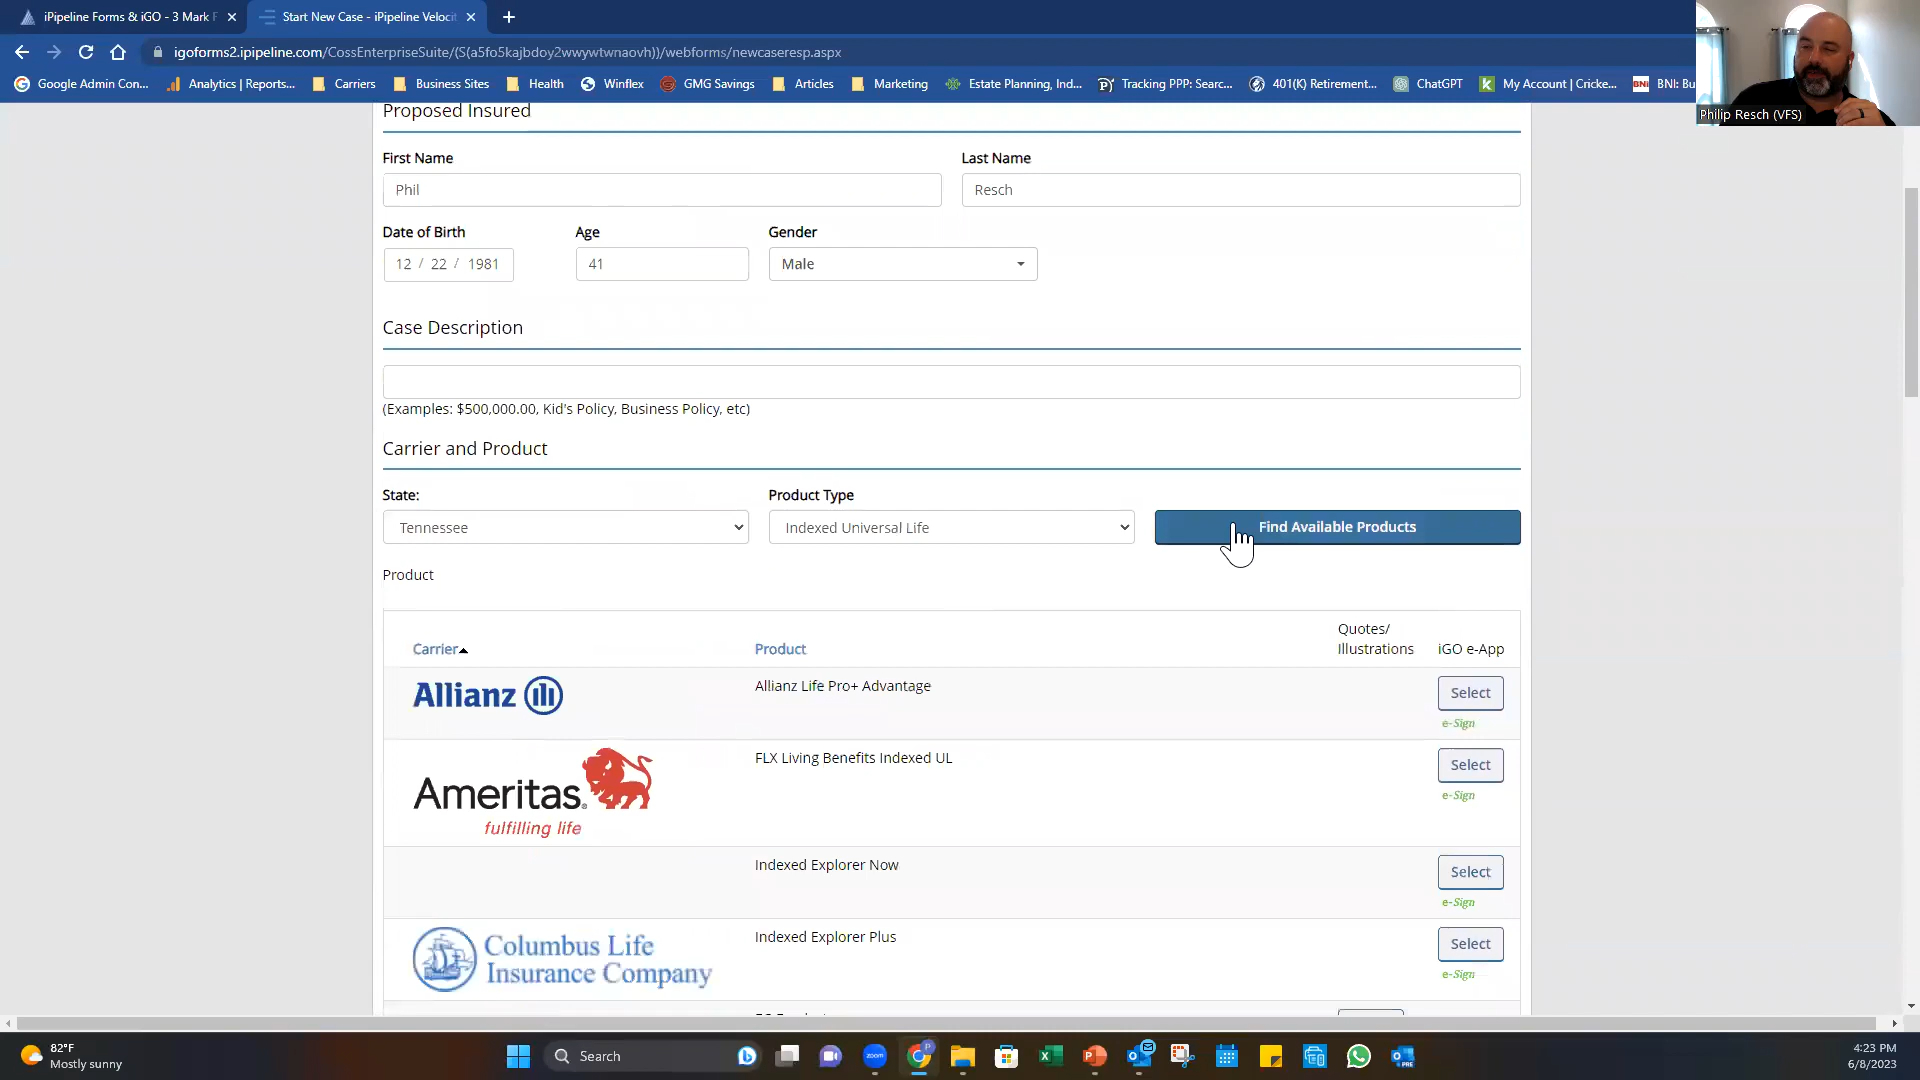 iPipeline Forms & iGO - 3 Mark F
Start New Case - iPipeline Velocit
igoforms2.ipipeline.com/CossEnterpriseSuite/(S(a5fo5kajbdoy2wwywtwnaovh))/webforms/newcaseresp.aspx
Google Admin Con...
Analytics | Reports...
Carriers
Business Sites
Health
Winflex
GMG Savings
Articles
Marketing
Estate Planning, Ind...
Tracking PPP: Searc...
401(K) Retirement...
ChatGPT
My Account | Cricke...
BNI
BNI: Bu
Philip Resch (VFS)
Proposed Insured
First Name
Last Name
Phil
Resch
Date of Birth
Age
Gender
12 / 22 / 1981
41
Male
Case Description
(Examples: $500,000.00, Kid's Policy, Business Policy, etc)
Carrier and Product
State:
Product Type
Tennessee
Indexed Universal Life
Find Available Products
Product
Carrier
Product
Quotes/
Illustrations
iGO e-App
Allianz
Allianz Life Pro+ Advantage
Select
e-Sign
Ameritas
fulfilling life
FLX Living Benefits Indexed UL
Select
e-Sign
Indexed Explorer Now
Select
e-Sign
Columbus Life
Insurance Company
Indexed Explorer Plus
Select
e-Sign
82°F
Mostly sunny
Search
zoom
4:23 PM
6/8/2023